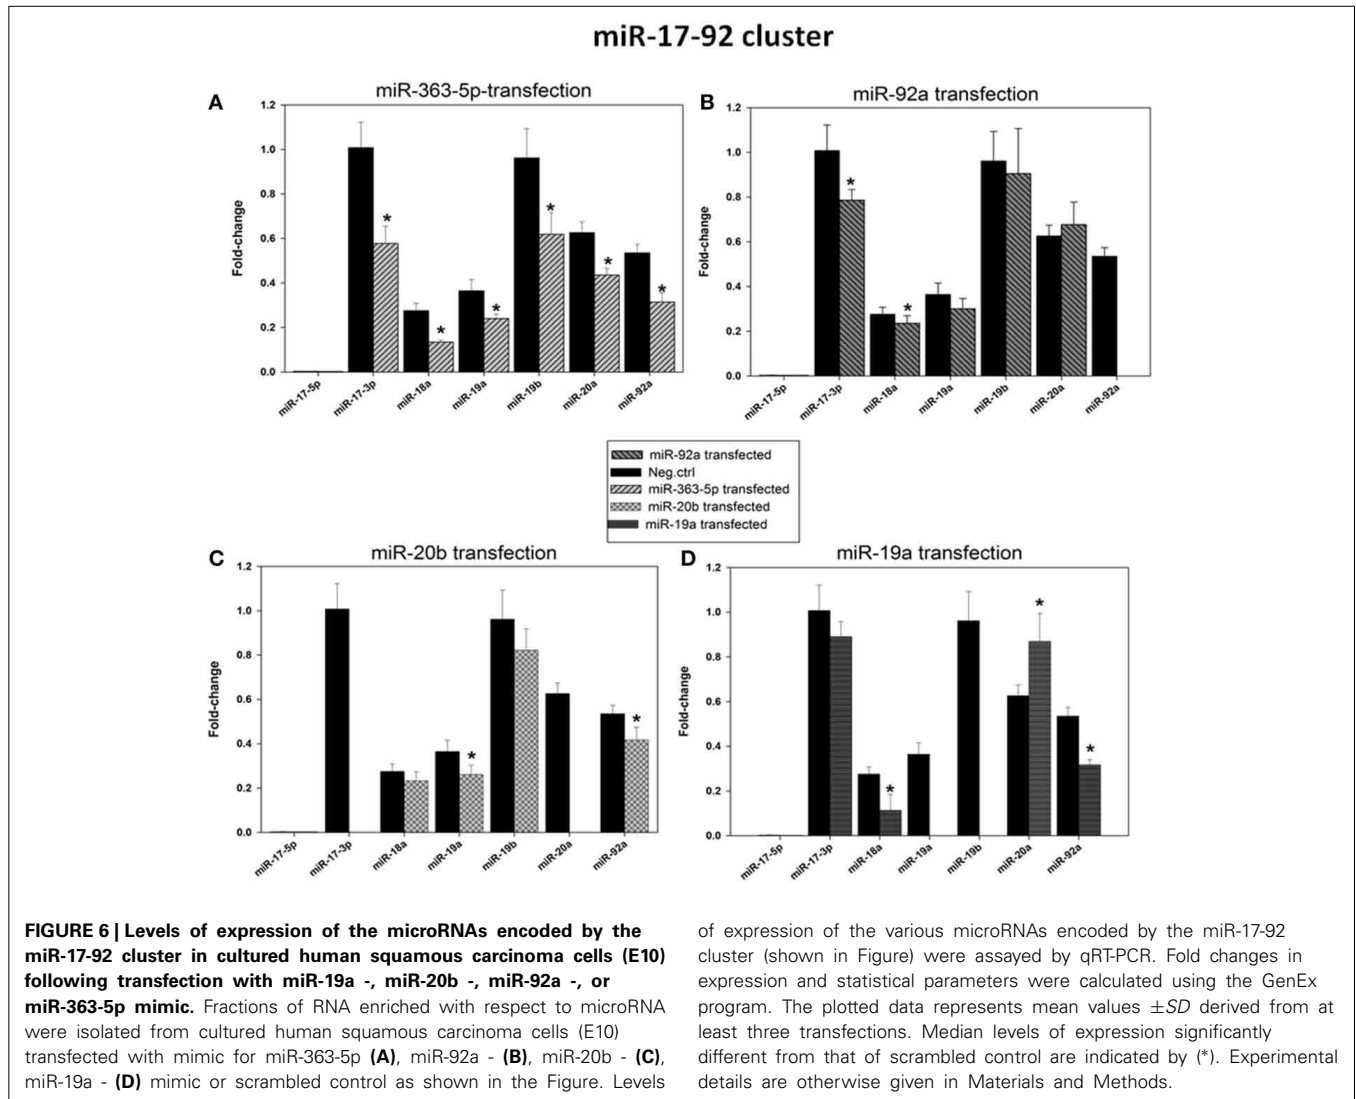 miR-17-92 cluster
A
miR-363-5p-transfection
Fold-change
1.2
1.0
0.8
0.6
0.4
0.2
0.0
*
*
*
*
*
*
miR-17-5p
miR-17-3p
miR-18a
miR-19a
miR-19b
miR-20a
miR-92a
B
miR-92a transfection
Fold-change
1.2
1.0
0.8
0.6
0.4
0.2
0.0
*
*
miR-17-5p
miR-17-3p
miR-18a
miR-19a
miR-19b
miR-20a
miR-92a
miR-92a transfected
Neg.ctrl
miR-363-5p transfected
miR-20b transfected
miR-19a transfected
C
miR-20b transfection
Fold-change
1.2
1.0
0.8
0.6
0.4
0.2
0.0
*
*
miR-17-5p
miR-17-3p
miR-18a
miR-19a
miR-19b
miR-20a
miR-92a
D
miR-19a transfection
Fold-change
1.2
1.0
0.8
0.6
0.4
0.2
0.0
*
*
*
miR-17-5p
miR-17-3p
miR-18a
miR-19a
miR-19b
miR-20a
miR-92a
FIGURE 6 | Levels of expression of the microRNAs encoded by the
miR-17-92 cluster in cultured human squamous carcinoma cells (E10)
following transfection with miR-19a -, miR-20b -, miR-92a -, or
miR-363-5p mimic. Fractions of RNA enriched with respect to microRNA
were isolated from cultured human squamous carcinoma cells (E10)
transfected with mimic for miR-363-5p (A), miR-92a - (B), miR-20b - (C),
miR-19a - (D) mimic or scrambled control as shown in the Figure. Levels
of expression of the various microRNAs encoded by the miR-17-92
cluster (shown in Figure) were assayed by qRT-PCR. Fold changes in
expression and statistical parameters were calculated using the GenEx
program. The plotted data represents mean values ±SD derived from at
least three transfections. Median levels of expression significantly
different from that of scrambled control are indicated by (*). Experimental
details are otherwise given in Materials and Methods.